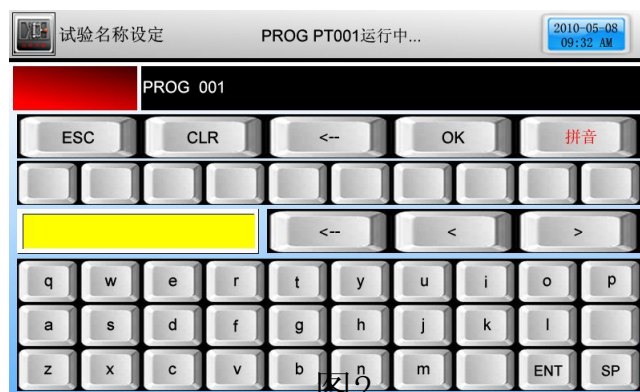 试验名称设定 PROG PT001运行中... 2010-05-08
09:32 AM
PROG 001
ESC CLR <-- OK 拼音
<-- < >
q w e r t y u i o p
a s d f g h j k l
z x c v b n m ENT SP
图2